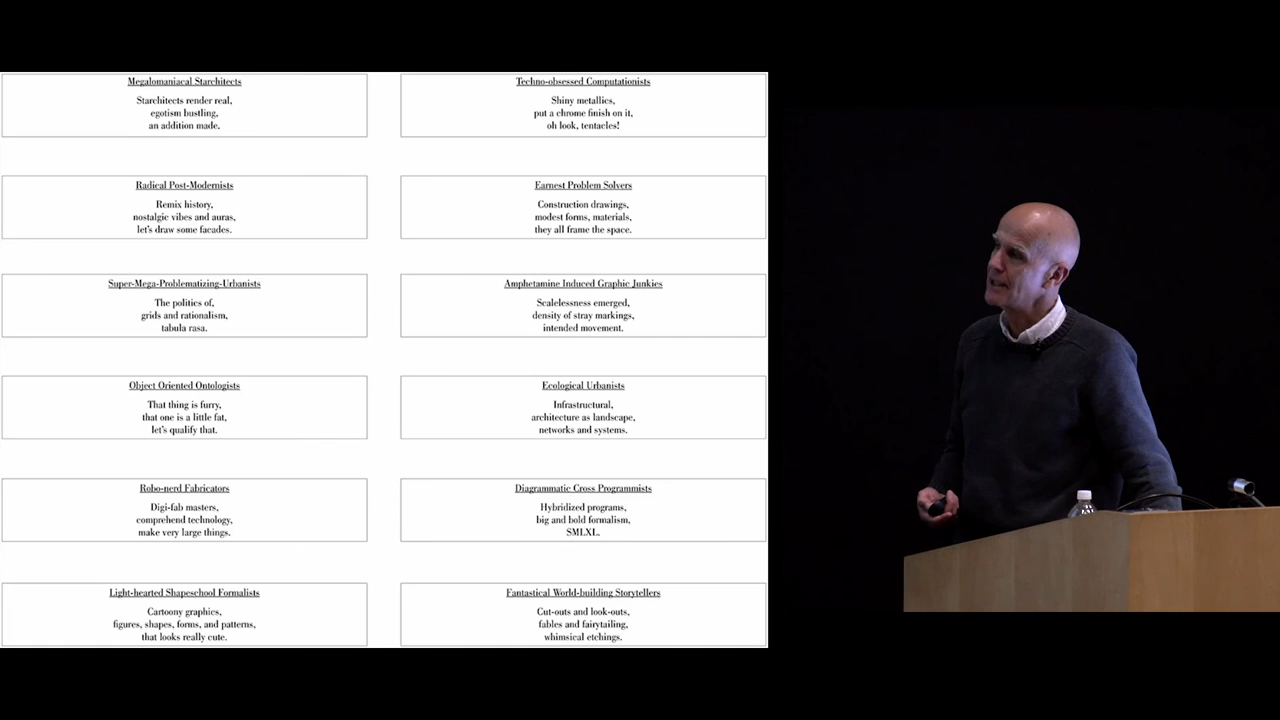 Megalomaniacal Starchitects
Starchitects render real,
egotism bustling,
an addition made.
Techno-obsessed Computationists
Shiny metallics,
put a chrome finish on it,
oh look, tentacles!
Radical Post-Modernists
Remix history,
nostalgic vibes and auras,
let's draw some facades.
Earnest Problem Solvers
Construction drawings,
modest forms, materials,
they all frame the space.
Super-Mega-Problematizing-Urbanists
The politics of,
grids and rationalism,
tabula rasa.
Amphetamine Induced Graphic Junkies
Scalelessness emerged,
density of stray markings,
intended movement.
Object Oriented Ontologists
That thing is furry,
that one is a little fat,
let's qualify that.
Ecological Urbanists
Infrastructural,
architecture as landscape,
networks and systems.
Robo-nerd Fabricators
Digi-fab masters,
comprehend technology,
make very large things.
Diagrammatic Cross Programmists
Hybridized programs,
big and bold formalism,
SMLXL.
Light-hearted Shapeschool Formalists
Cartoony graphics,
figures, shapes, forms, and patterns,
that looks really cute.
Fantastical World-building Storytellers
Cut-outs and look-outs,
fables and fairytailing,
whimsical etchings.